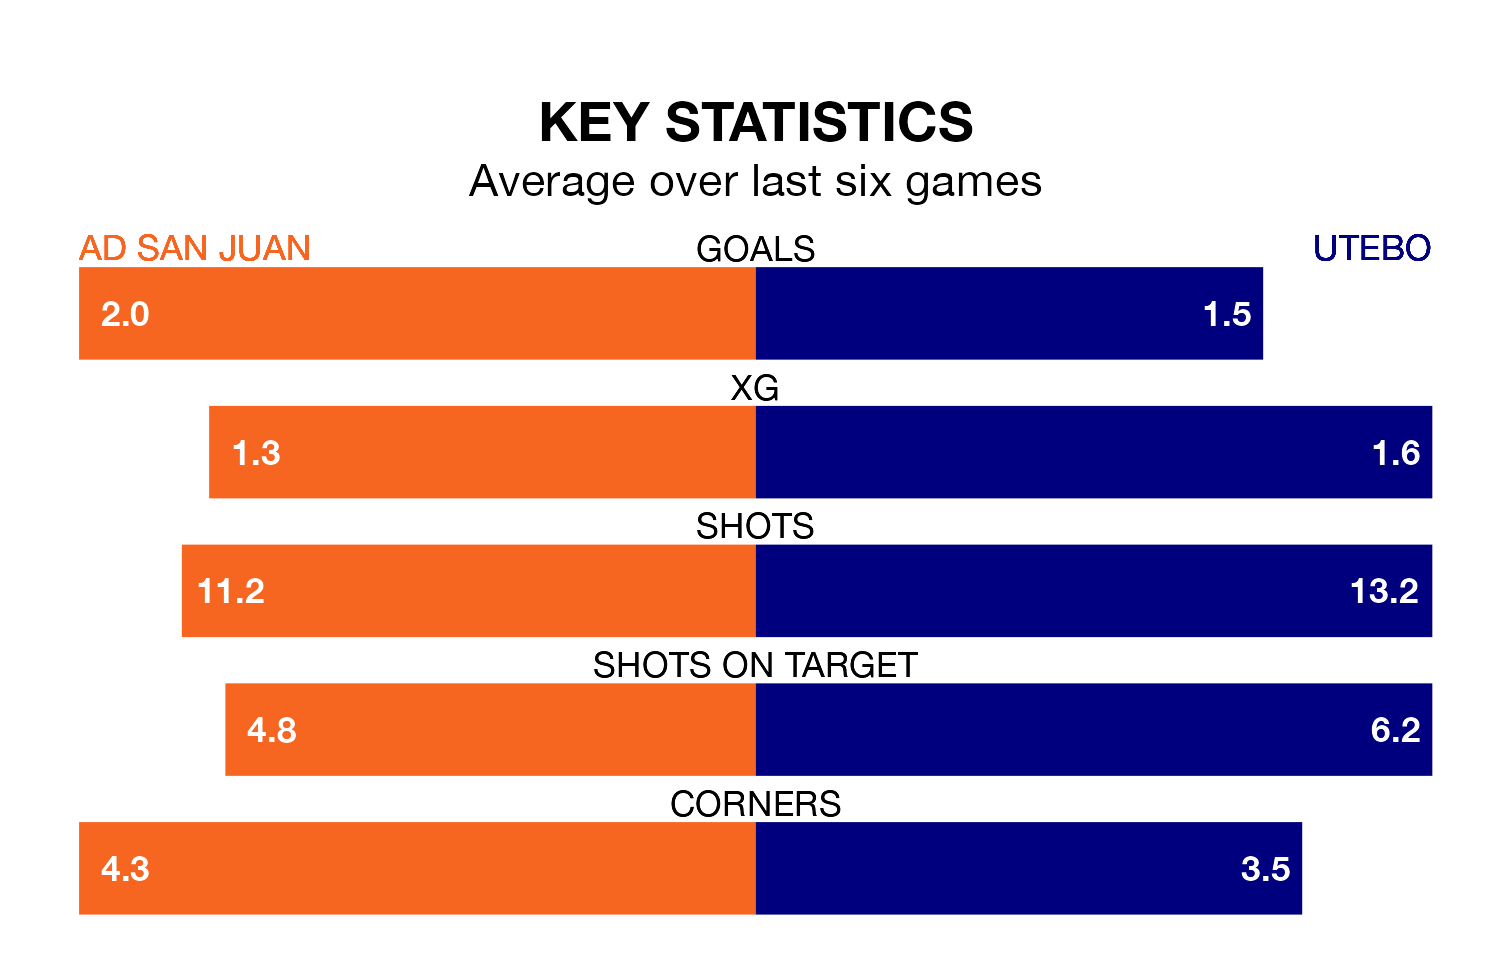 KEY STATISTICS
Average over last six games
AD SAN JUAN GOALS UTEBO
2.0 1.5
XG
1.3 1.6
SHOTS
11.2 13.2
SHOTS ON TARGET
4.8 6.2
CORNERS
4.3 3.5